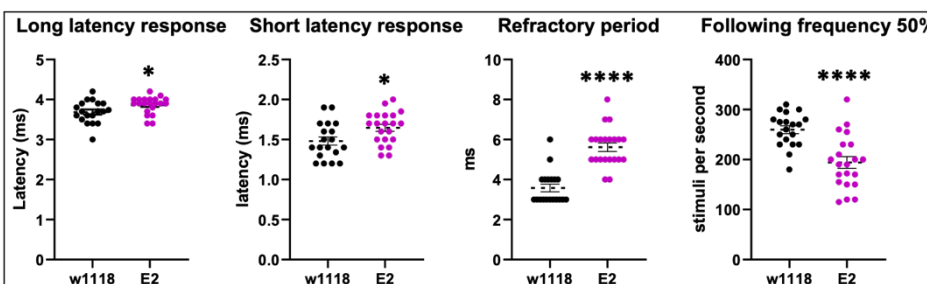 Long latency response
*
Latency (ms)
5
4
3
2
1
0
w1118 E2
Short latency response
*
latency (ms)
2.5
2.0
1.5
1.0
0.5
0.0
w1118 E2
Refractory period
****
ms
10
8
6
4
2
0
w1118 E2
Following frequency 50%
****
stimuli per second
400
300
200
100
0
w1118 E2